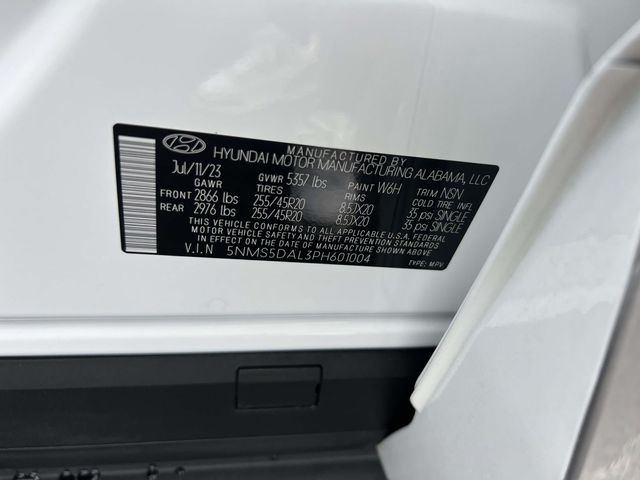 MANUFACTURED BY
HYUNDAI MOTOR MANUFACTURING ALABAMA, LLC
Jul/11/23 GVWR 5357 lbs PAINT W6H TRIM NSN
GAWR TIRES RIMS COLD TIRE INFL
FRONT 2866 lbs 255/45R20 8.5JX20 35 psi SINGLE
REAR 2976 lbs 255/45R20 8.5JX20 35 psi SINGLE
THIS VEHICLE CONFORMS TO ALL APPLICABLE U.S.A. FEDERAL
MOTOR VEHICLE SAFETY STANDARDS IN EFFECT ON
THE DATE OF MANUFACTURE SHOWN ABOVE
V.I.N 5NMS5DAL3PH601004 TYPE: MPV